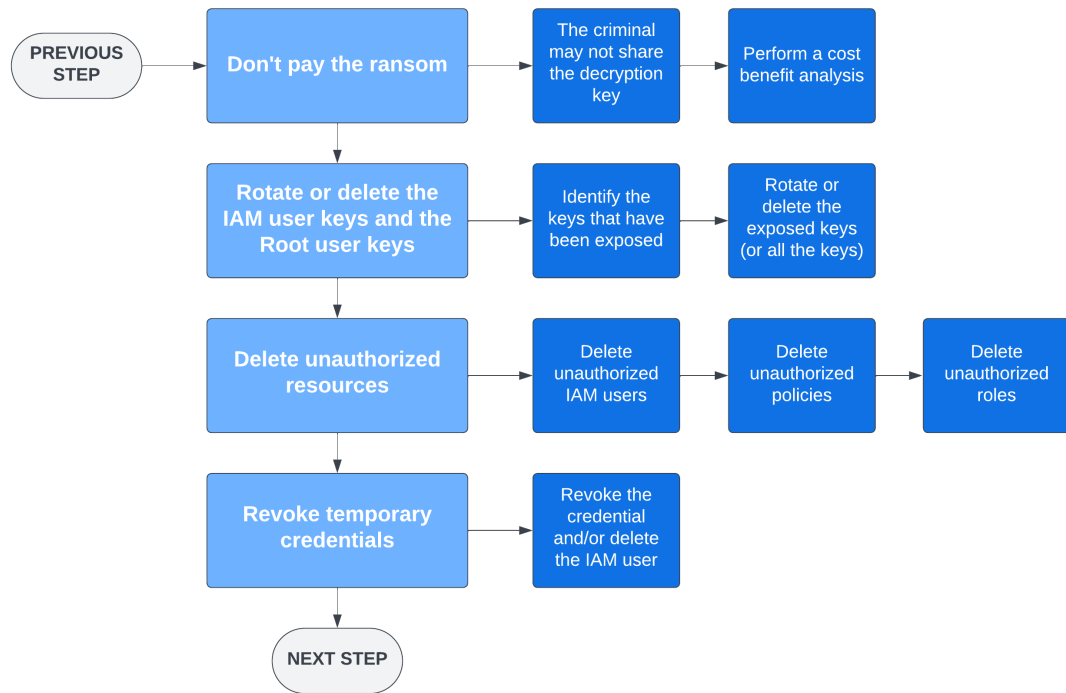 PREVIOUS
STEP
Don't pay the ransom
The criminal
may not share
the decryption
key
Perform a cost
benefit analysis
Rotate or delete the
IAM user keys and the
Root user keys
Identify the
keys that have
been exposed
Rotate or
delete the
exposed keys
(or all the keys)
Delete unauthorized
resources
Delete
unauthorized
IAM users
Delete
unauthorized
policies
Delete
unauthorized
roles
Revoke temporary
credentials
Revoke the
credential
and/or delete
the IAM user
NEXT STEP